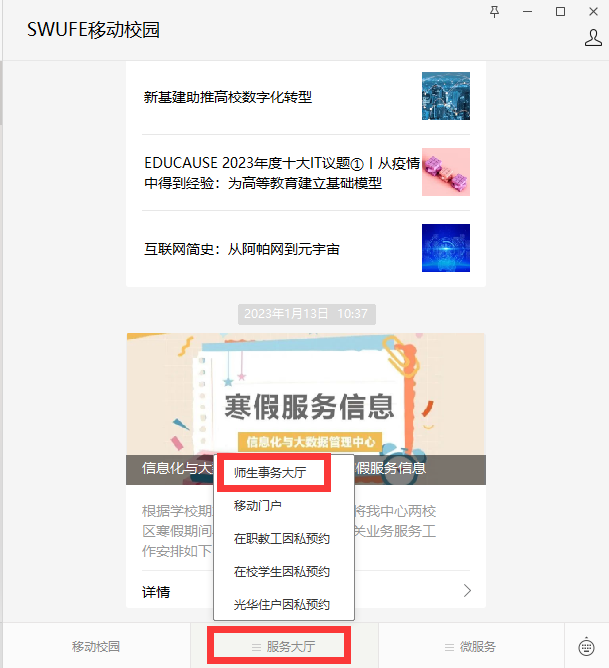 SWUFE移动校园
新基建助推高校数字化转型
EDUCAUSE 2023年度十大IT议题①丨从疫情
中得到经验：为高等教育建立基础模型
互联网简史：从阿帕网到元宇宙
2023年1月13日 10:37
寒假服务信息
信息化与大数据管理中心
信息化与大 假服务信息
师生事务大厅
根据学校期 将我中心两校
移动门户
区寒假期间 关业务服务工
在职教工因私预约
作安排如下
在校学生因私预约
详情
光华住户因私预约
移动校园
服务大厅
微服务